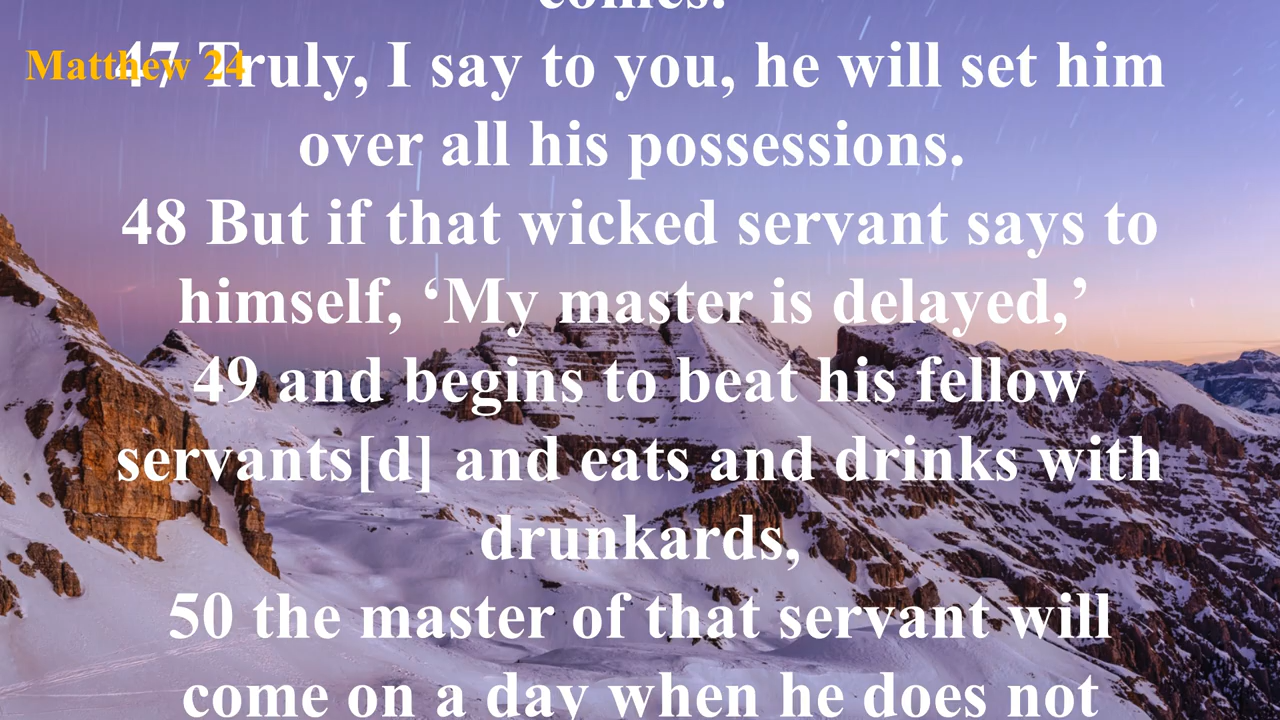 comes.
Matthew 24
47 Truly, I say to you, he will set him
over all his possessions.
48 But if that wicked servant says to
himself, ‘My master is delayed,’
49 and begins to beat his fellow
servants[d] and eats and drinks with
drunkards,
50 the master of that servant will
come on a day when he does not